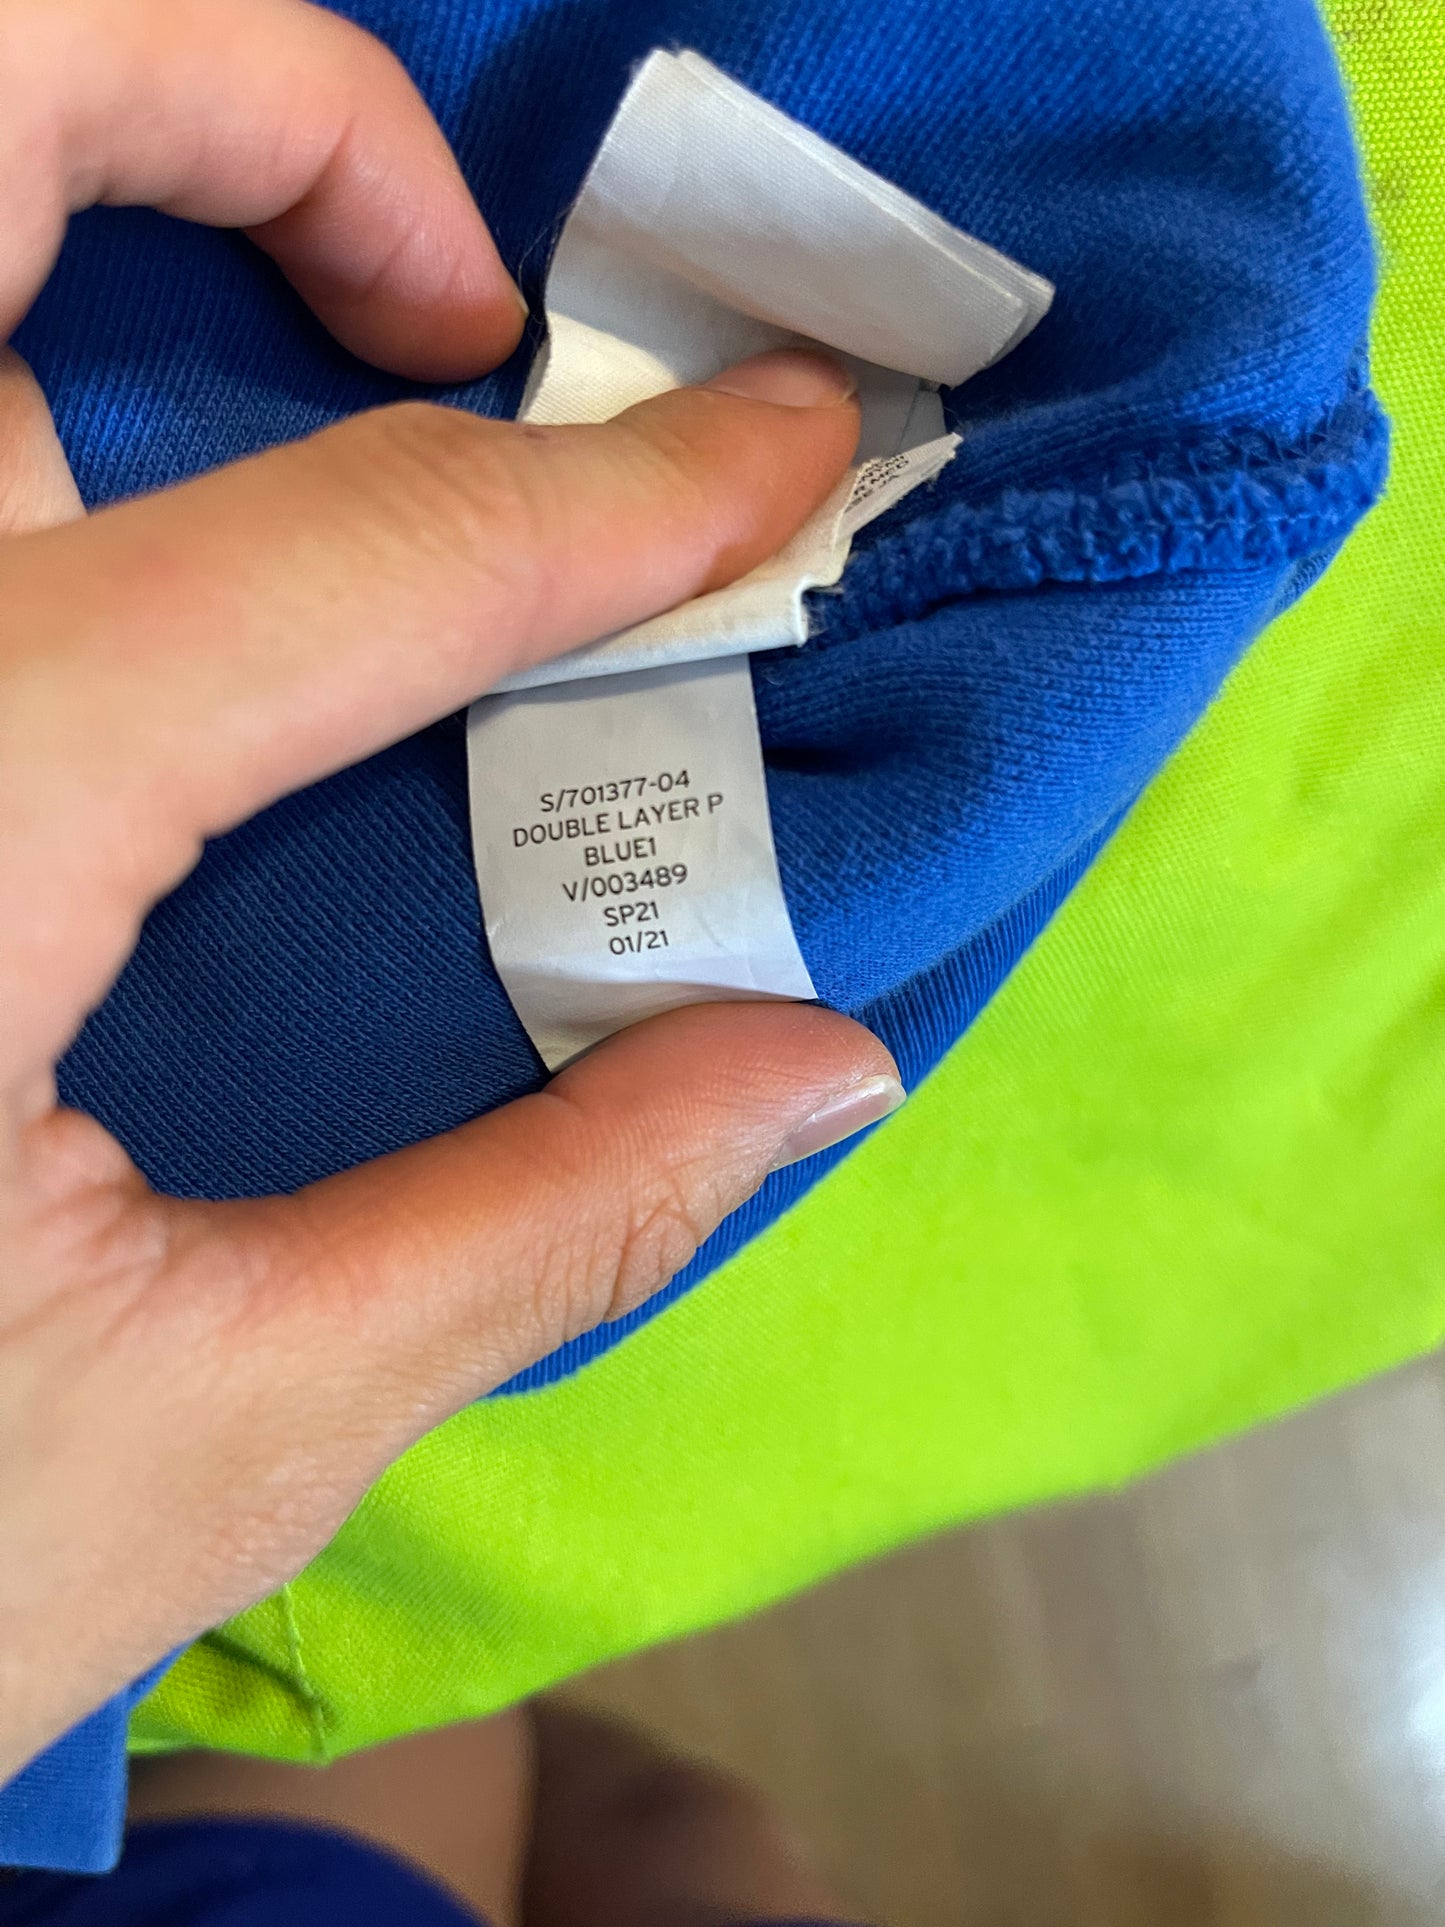 S/701377-04
DOUBLE LAYER P
BLUE1
V/003489
SP21
01/21